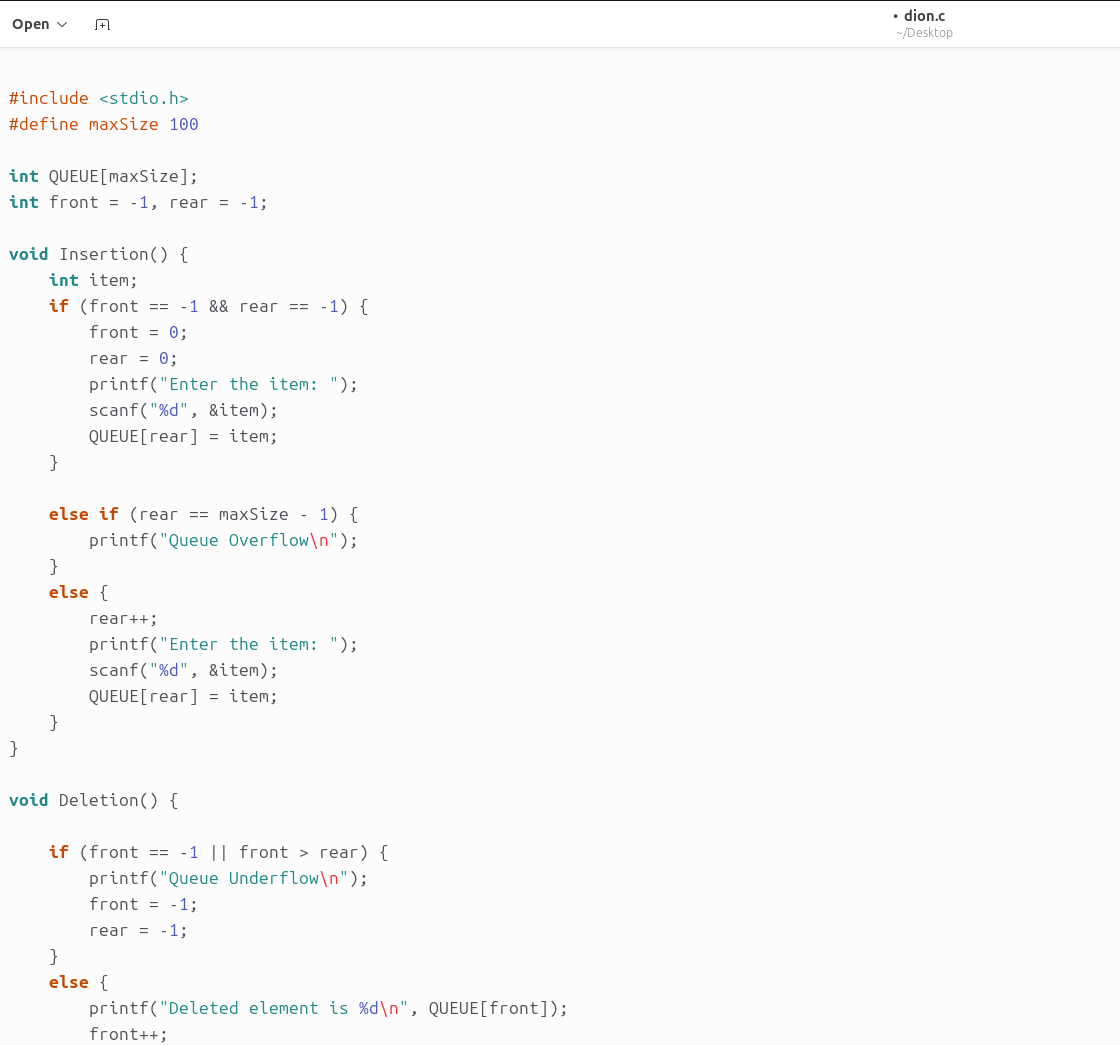 Open
• dion.c
~/Desktop
#include <stdio.h>
#define maxSize 100
int QUEUE[maxSize];
int front = -1, rear = -1;
void Insertion() {
    int item;
    if (front == -1 && rear == -1) {
        front = 0;
        rear = 0;
        printf("Enter the item: ");
        scanf("%d", &item);
        QUEUE[rear] = item;
    }
    else if (rear == maxSize - 1) {
        printf("Queue Overflow\n");
    }
    else {
        rear++;
        printf("Enter the item: ");
        scanf("%d", &item);
        QUEUE[rear] = item;
    }
}
void Deletion() {
    if (front == -1 || front > rear) {
        printf("Queue Underflow\n");
        front = -1;
        rear = -1;
    }
    else {
        printf("Deleted element is %d\n", QUEUE[front]);
        front++;